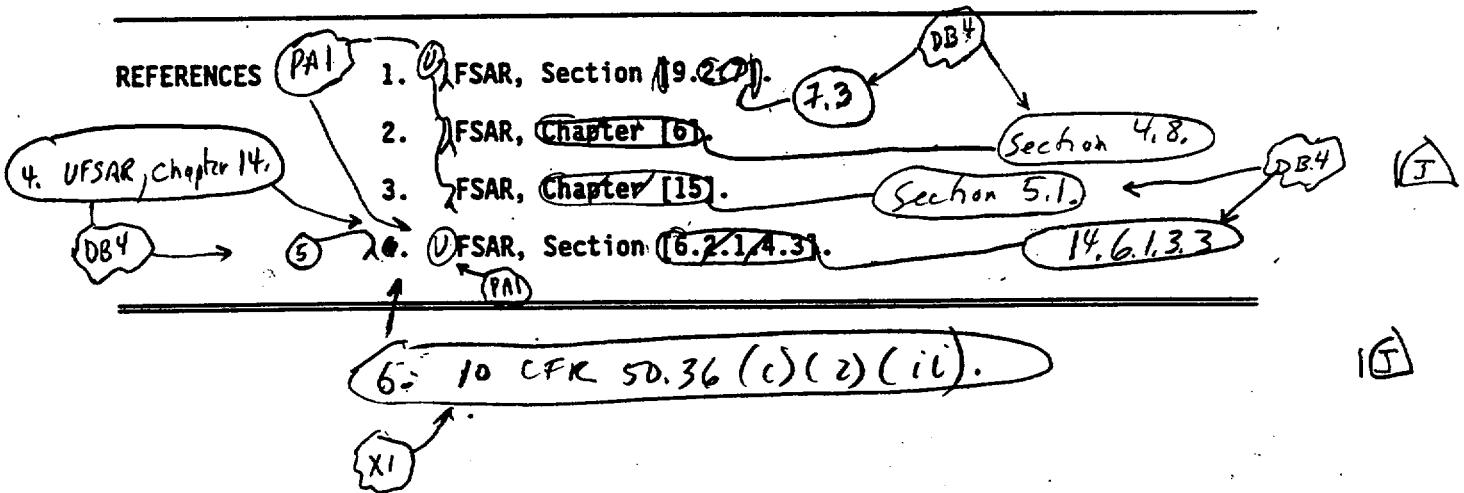 DB4
REFERENCES PA1 1. U FSAR, Section [9.2.7]. 7.3
2. FSAR, Chapter [6]. Section 4.8.
4. UFSAR, Chapter 14. 3. FSAR, Chapter [15]. Section 5.1. DB4 J
DB4 5 4. U FSAR, Section [6.2.1.4.3]. 14.6.1.3.3
PA1
6. 10 CFR 50.36 (c)(2)(ii). J
X1